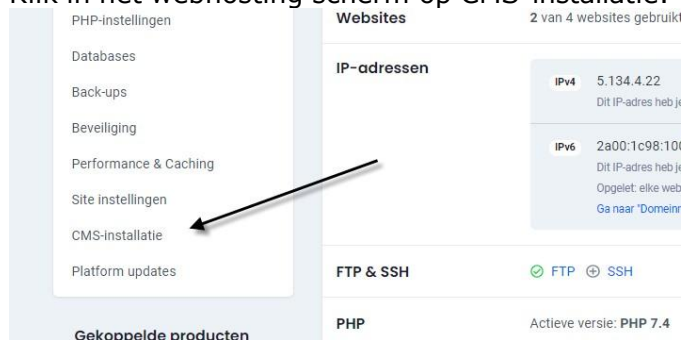 Klik in het webhosting scherm op CMS-installatie.
PHP-instellingen
Databases
Back-ups
Beveiliging
Performance & Caching
Site instellingen
CMS-installatie
Platform updates
Gekoppelde producten
Websites
2 van 4 websites gebruikt
IP-adressen
IPv4 5.134.4.22
Dit IP-adres heb je
IPv6 2a00:1c98:100
Dit IP-adres heb je
Opgelet: elke web
Ga naar "Domeinn
FTP & SSH
FTP SSH
PHP
Actieve versie: PHP 7.4